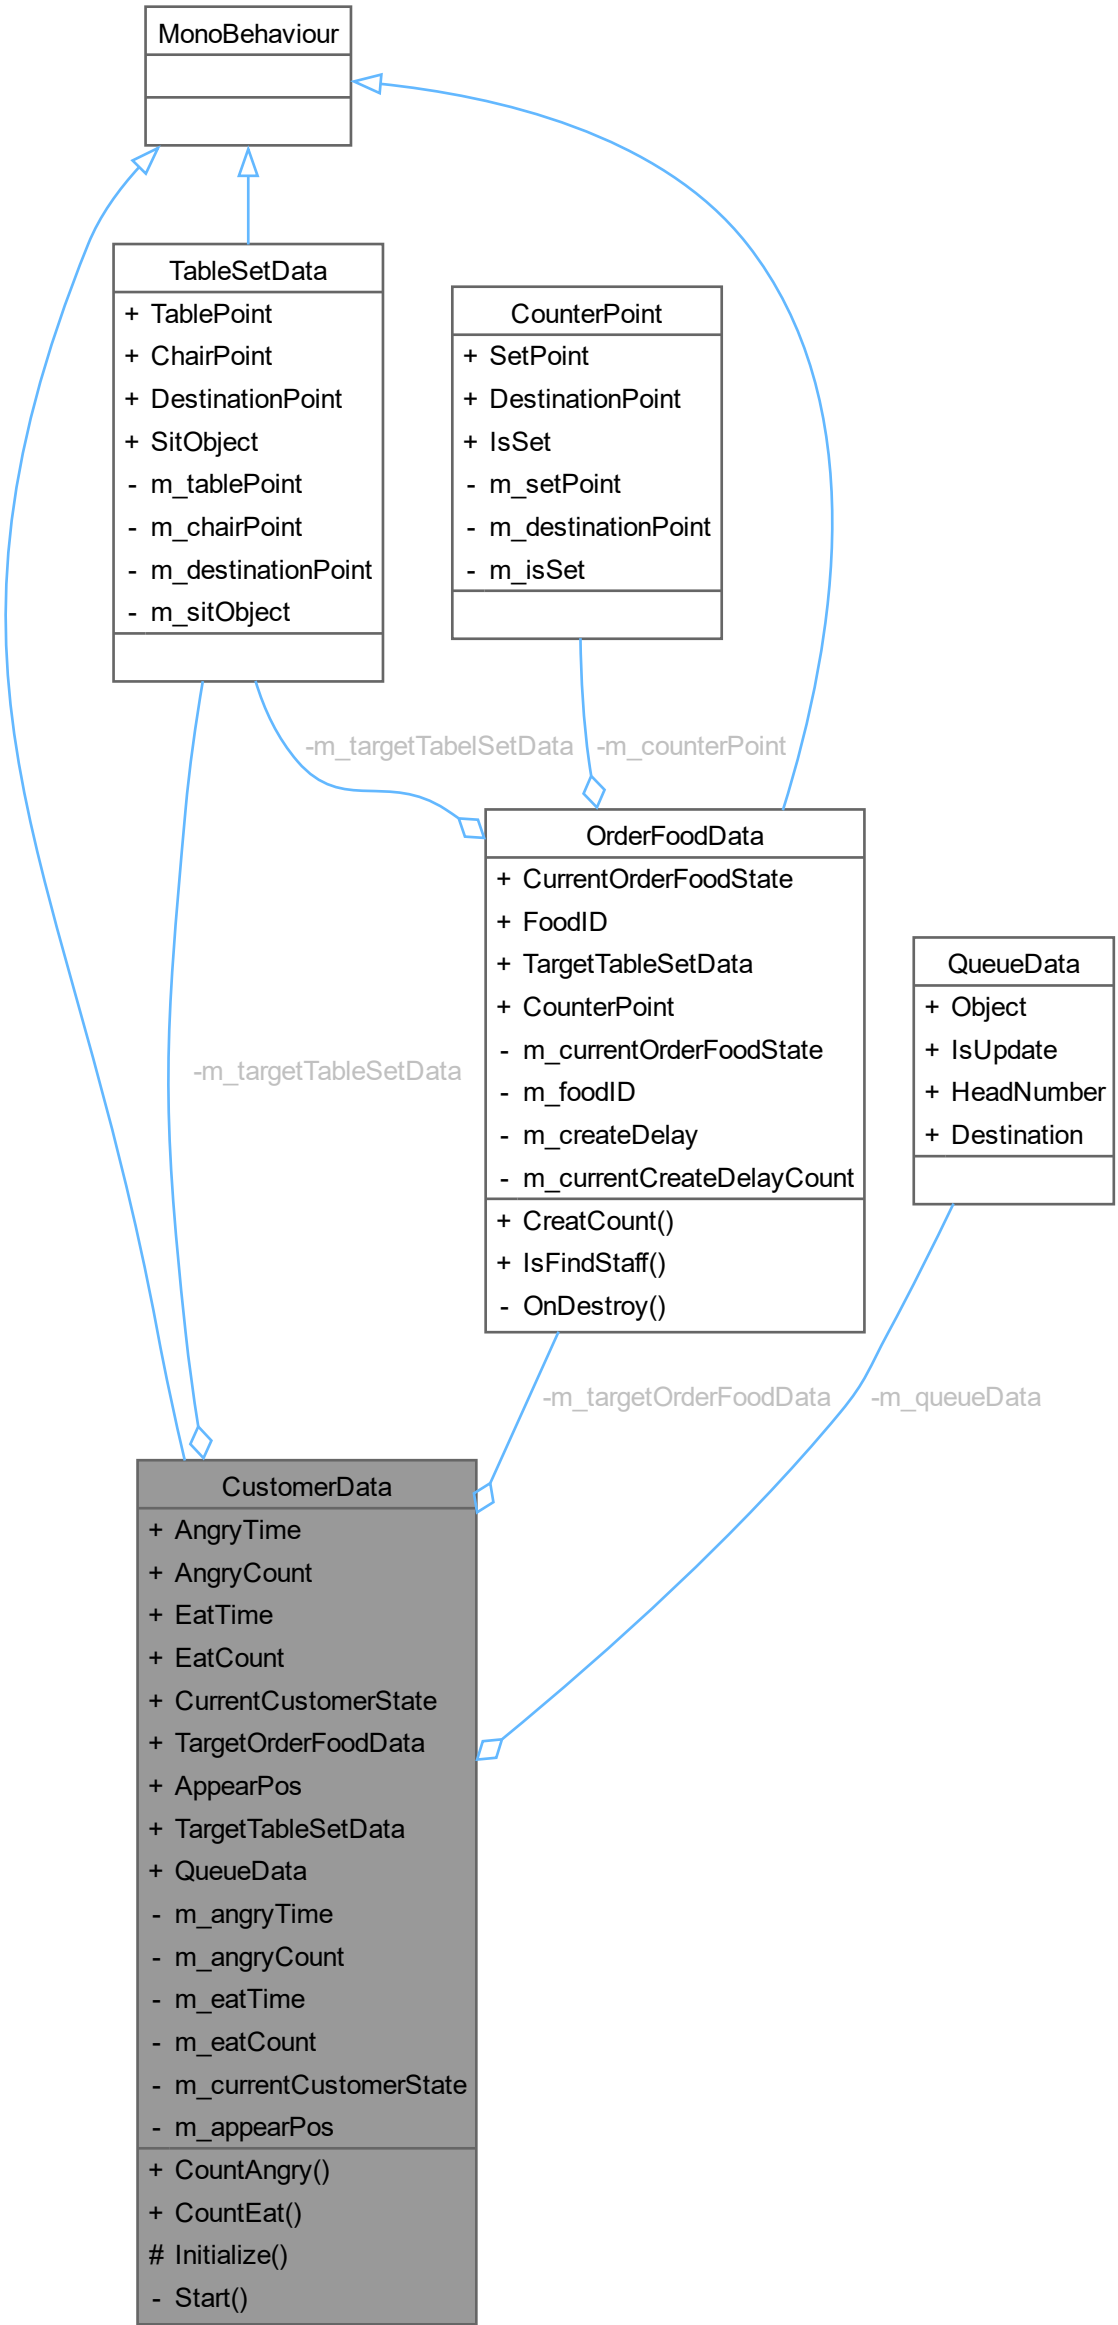 MonoBehaviour
TableSetData
+ TablePoint
+ ChairPoint
+ DestinationPoint
+ SitObject
- m_tablePoint
- m_chairPoint
- m_destinationPoint
- m_sitObject
CounterPoint
+ SetPoint
+ DestinationPoint
+ IsSet
- m_setPoint
- m_destinationPoint
- m_isSet
-m_targetTabelSetData
-m_counterPoint
OrderFoodData
+ CurrentOrderFoodState
+ FoodID
+ TargetTableSetData
+ CounterPoint
- m_currentOrderFoodState
- m_foodID
- m_createDelay
- m_currentCreateDelayCount
+ CreatCount()
+ IsFindStaff()
- OnDestroy()
QueueData
+ Object
+ IsUpdate
+ HeadNumber
+ Destination
-m_targetTableSetData
-m_targetOrderFoodData
-m_queueData
CustomerData
+ AngryTime
+ AngryCount
+ EatTime
+ EatCount
+ CurrentCustomerState
+ TargetOrderFoodData
+ AppearPos
+ TargetTableSetData
+ QueueData
- m_angryTime
- m_angryCount
- m_eatTime
- m_eatCount
- m_currentCustomerState
- m_appearPos
+ CountAngry()
+ CountEat()
# Initialize()
- Start()